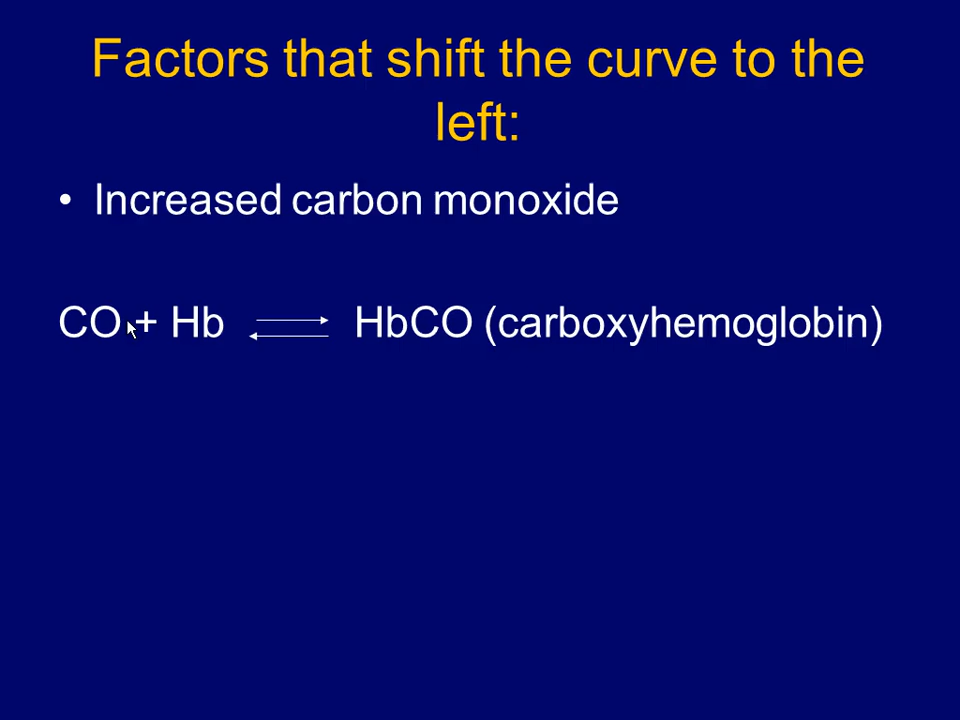 Factors that shift the curve to the
left:
• Increased carbon monoxide
CO + Hb ⇌ HbCO (carboxyhemoglobin)